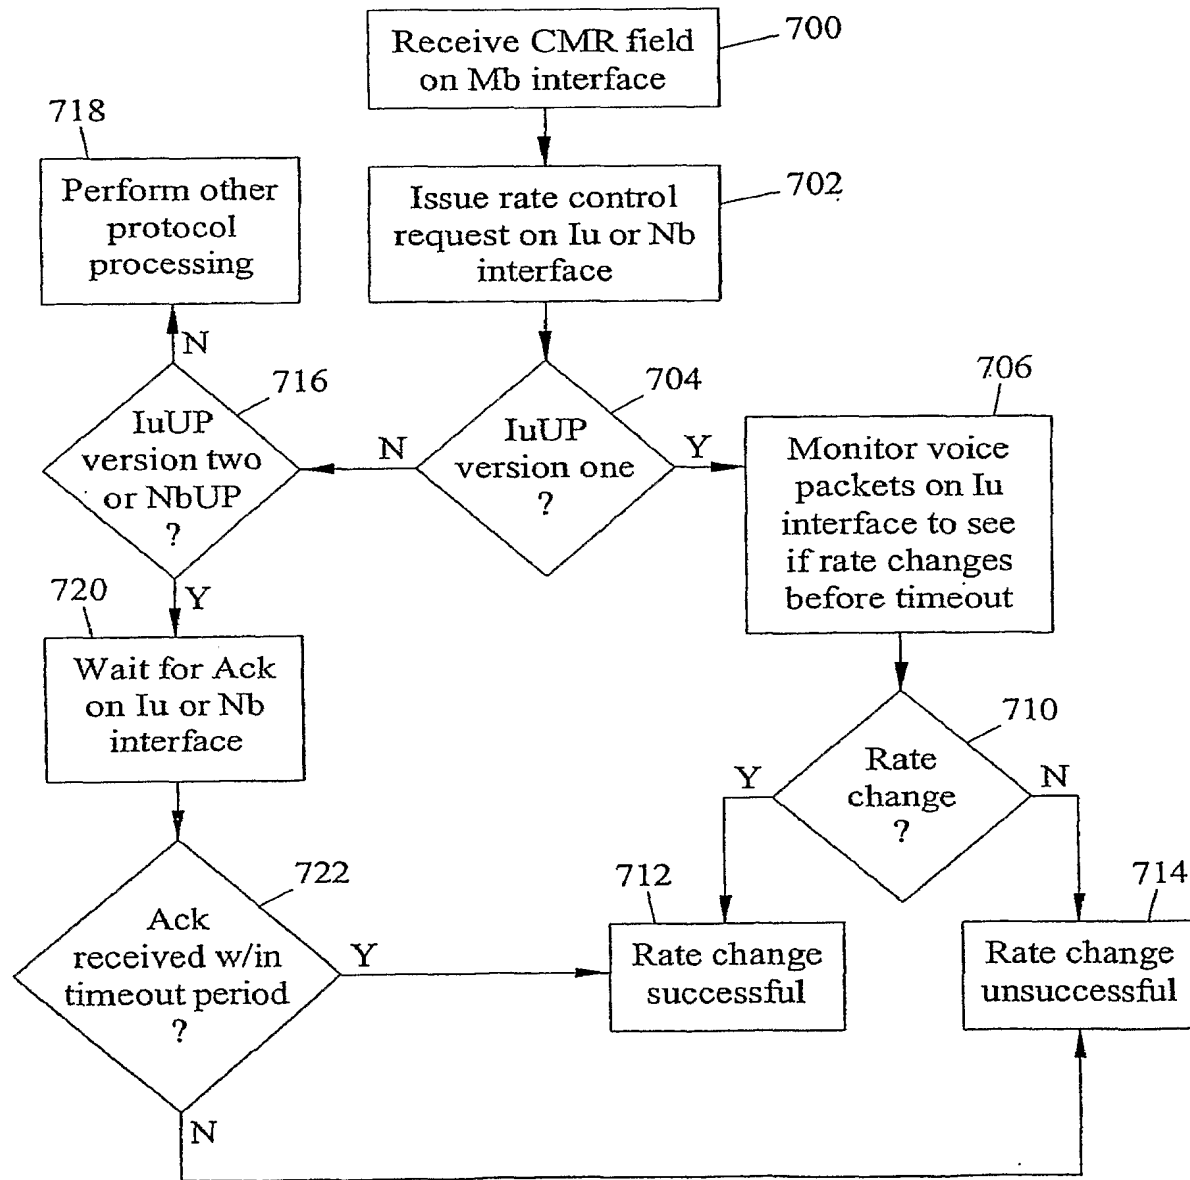 Receive CMR field
on Mb interface
700
718
Perform other
protocol
processing
Issue rate control
request on Iu or Nb
interface
702
N
716
IuUP
version two
or NbUP
?
N
704
IuUP
version one
?
Y
706
Monitor voice
packets on Iu
interface to see
if rate changes
before timeout
Y
720
Wait for Ack
on Iu or Nb
interface
710
Rate
change
?
Y
N
722
Ack
received w/in
timeout period
?
Y
N
712
Rate change
successful
714
Rate change
unsuccessful